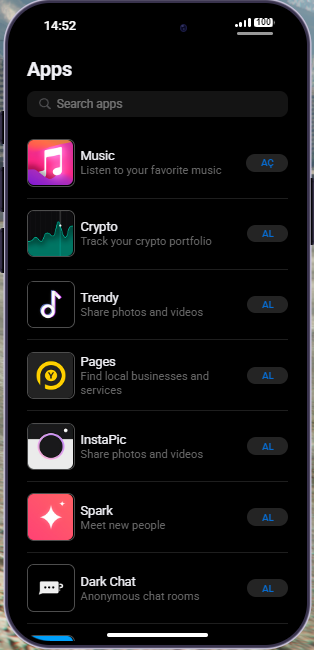 14:52
100
Apps
Search apps
Music
Listen to your favorite music
AÇ
Crypto
Track your crypto portfolio
AL
Trendy
Share photos and videos
AL
Pages
Find local businesses and
services
AL
InstaPic
Share photos and videos
AL
Spark
Meet new people
AL
Dark Chat
Anonymous chat rooms
AL